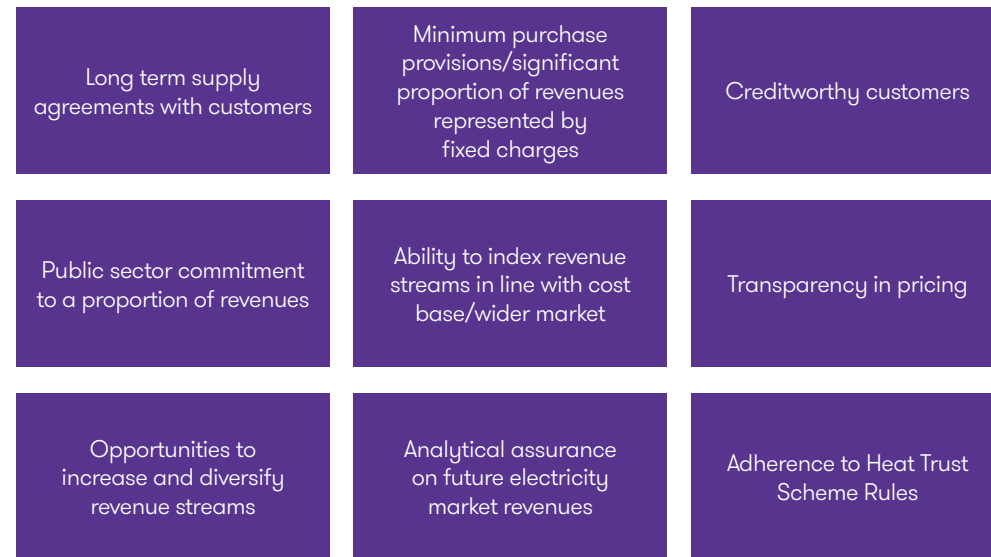 Long term supply
agreements with customers
Minimum purchase
provisions/significant
proportion of revenues
represented by
fixed charges
Creditworthy customers
Public sector commitment
to a proportion of revenues
Ability to index revenue
streams in line with cost
base/wider market
Transparency in pricing
Opportunities to
increase and diversify
revenue streams
Analytical assurance
on future electricity
market revenues
Adherence to Heat Trust
Scheme Rules